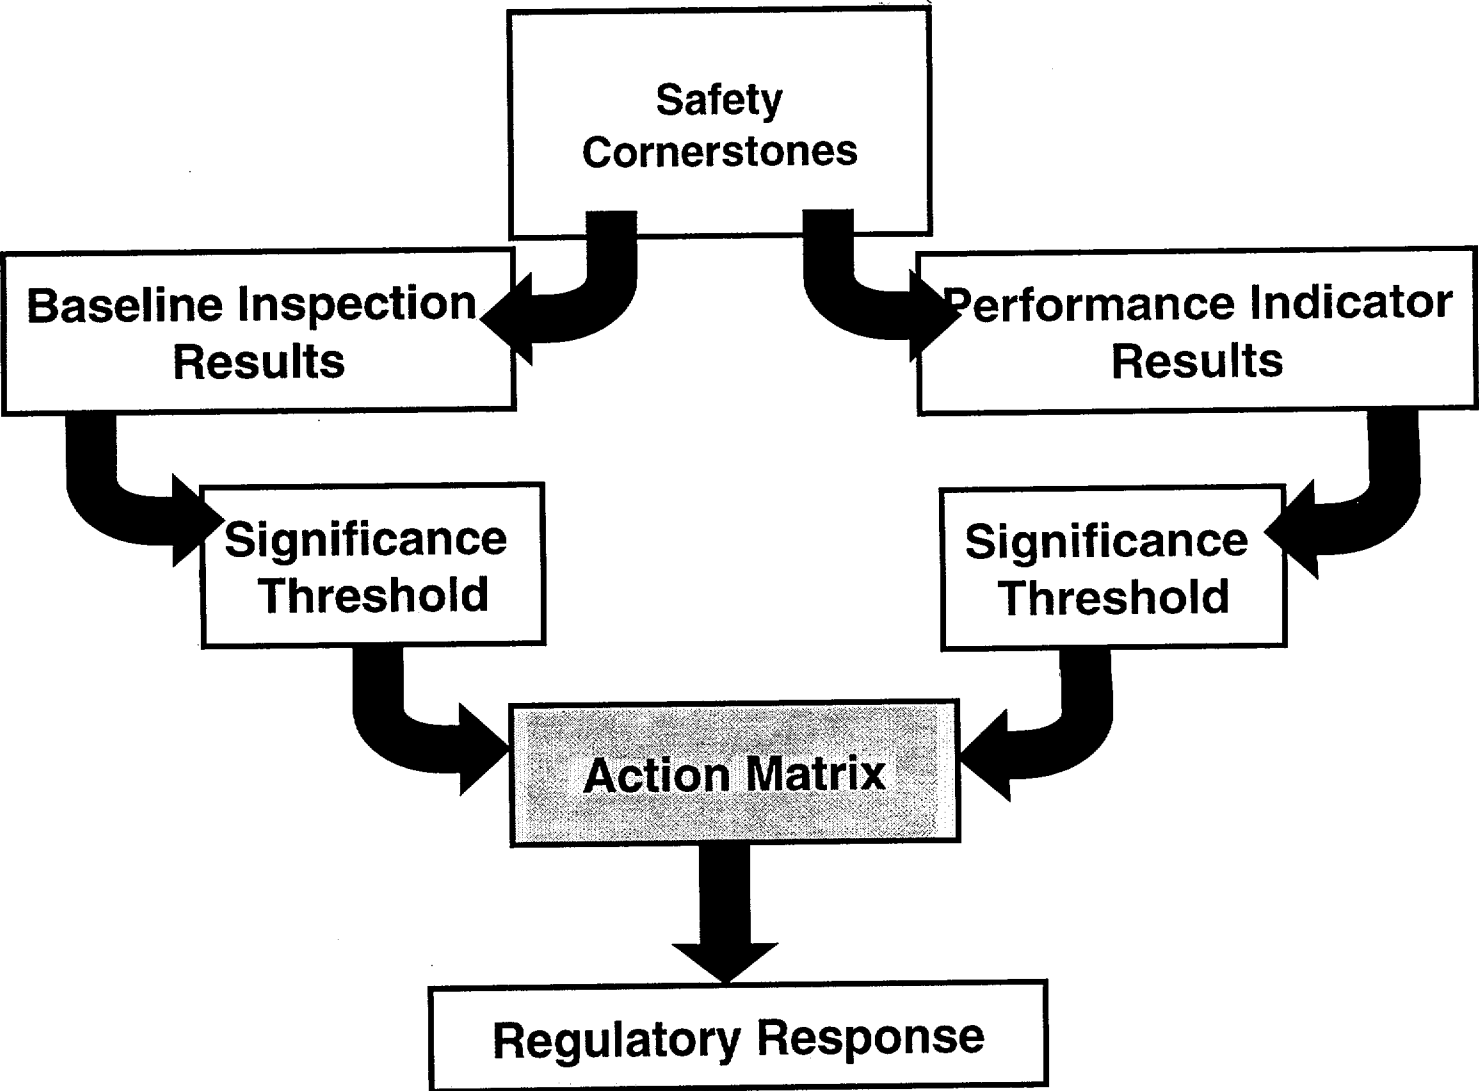 Safety
Cornerstones
Baseline Inspection
Results
Performance Indicator
Results
Significance
Threshold
Significance
Threshold
Action Matrix
Regulatory Response